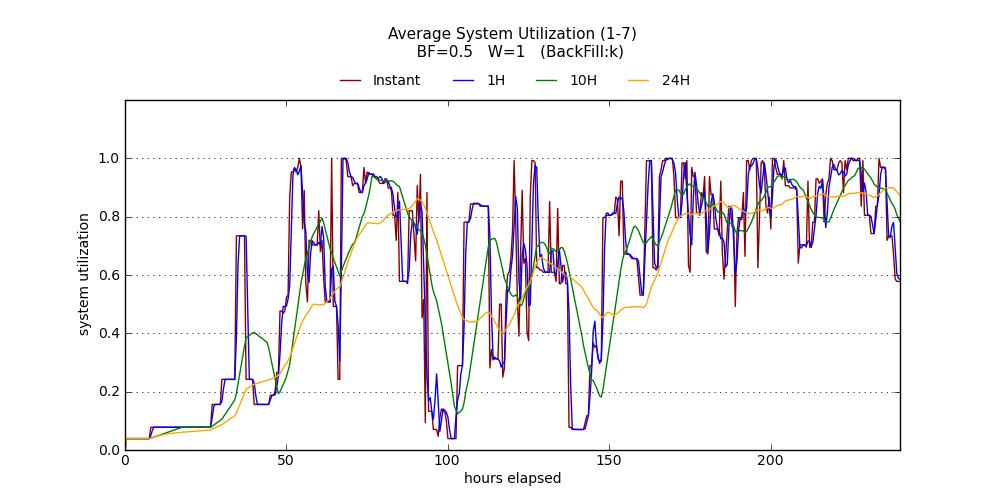 Average System Utilization (1-7)
BF=0.5   W=1   (BackFill:k)
Instant   1H   10H   24H
1.0
0.8
0.6
0.4
0.2
0.0
system utilization
0   50   100   150   200
hours elapsed